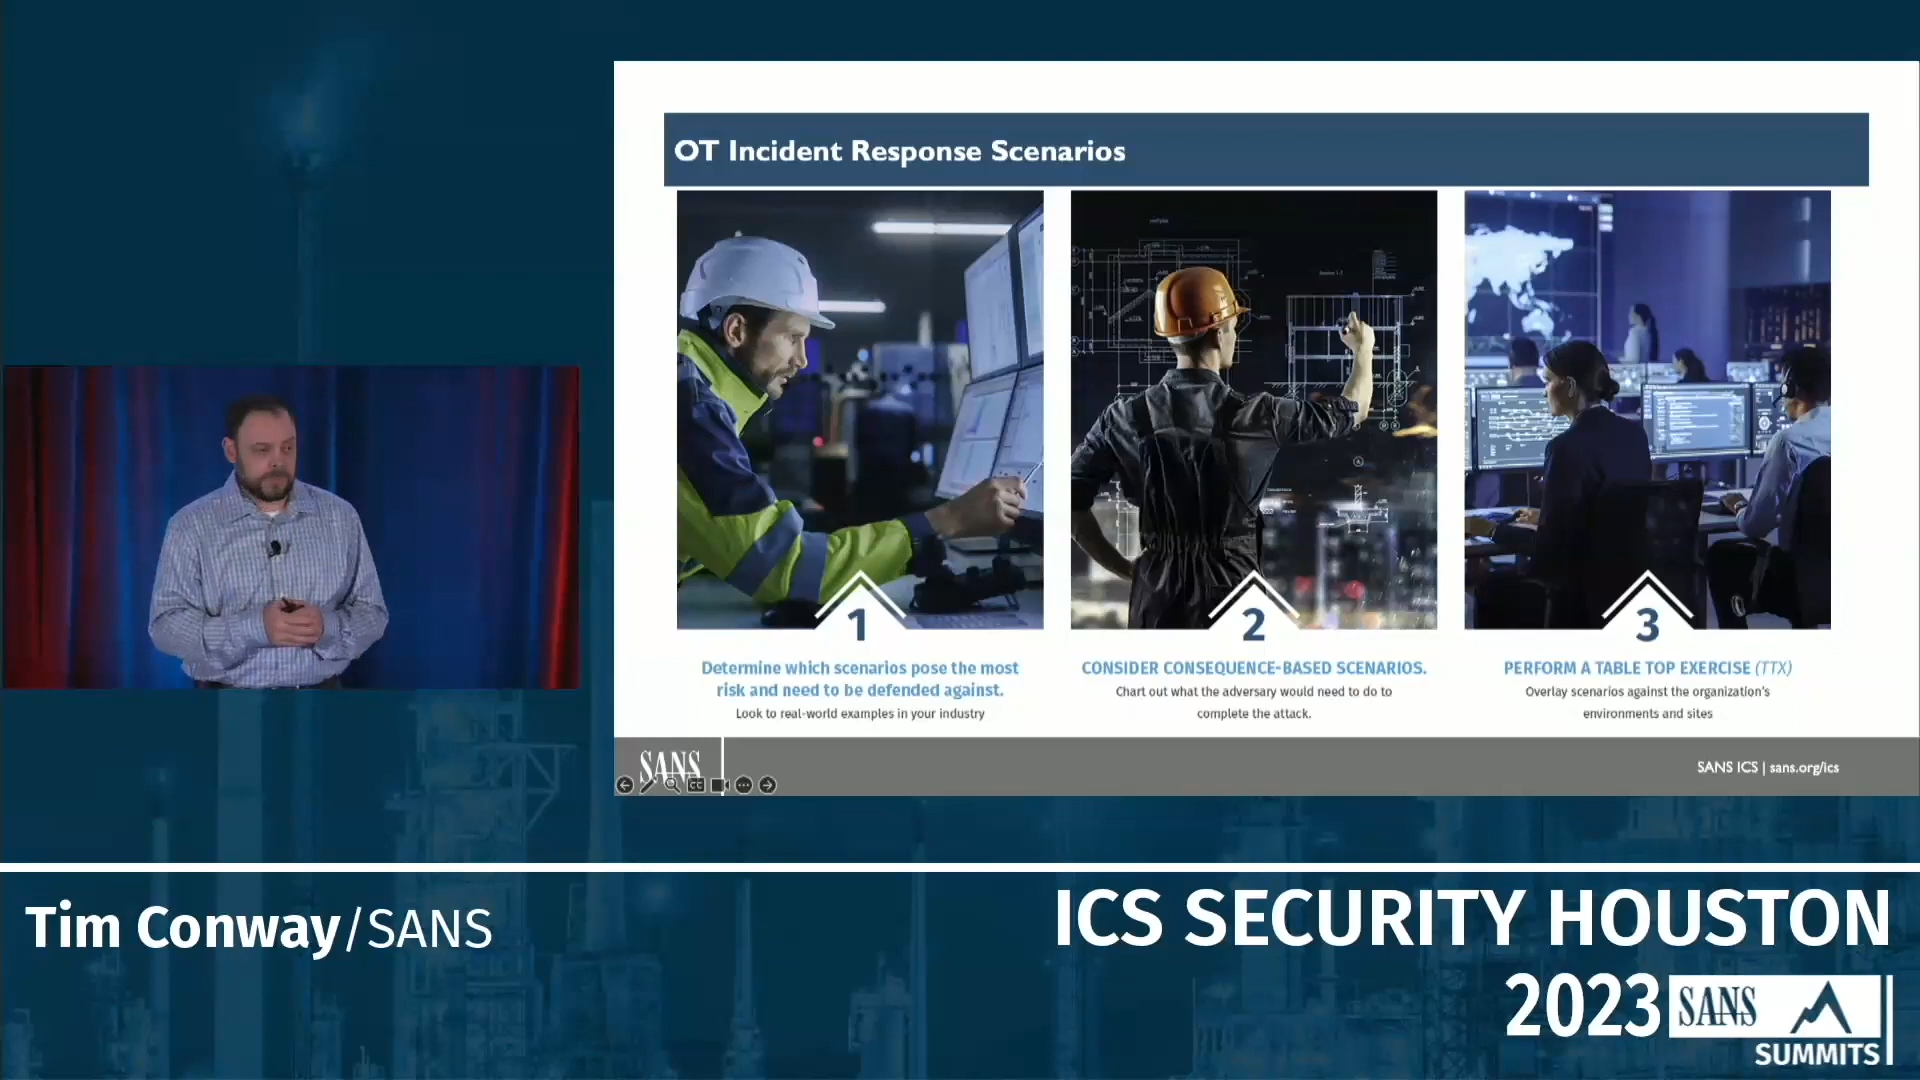 OT Incident Response Scenarios
1
Determine which scenarios pose the most
risk and need to be defended against.
Look to real-world examples in your industry
2
CONSIDER CONSEQUENCE-BASED SCENARIOS.
Chart out what the adversary would need to do to
complete the attack.
3
PERFORM A TABLE TOP EXERCISE (TTX)
Overlay scenarios against the organization's
environments and sites
SANS
CC
SANS ICS | sans.org/ics
Tim Conway/SANS
ICS SECURITY HOUSTON
2023
SANS
SUMMITS